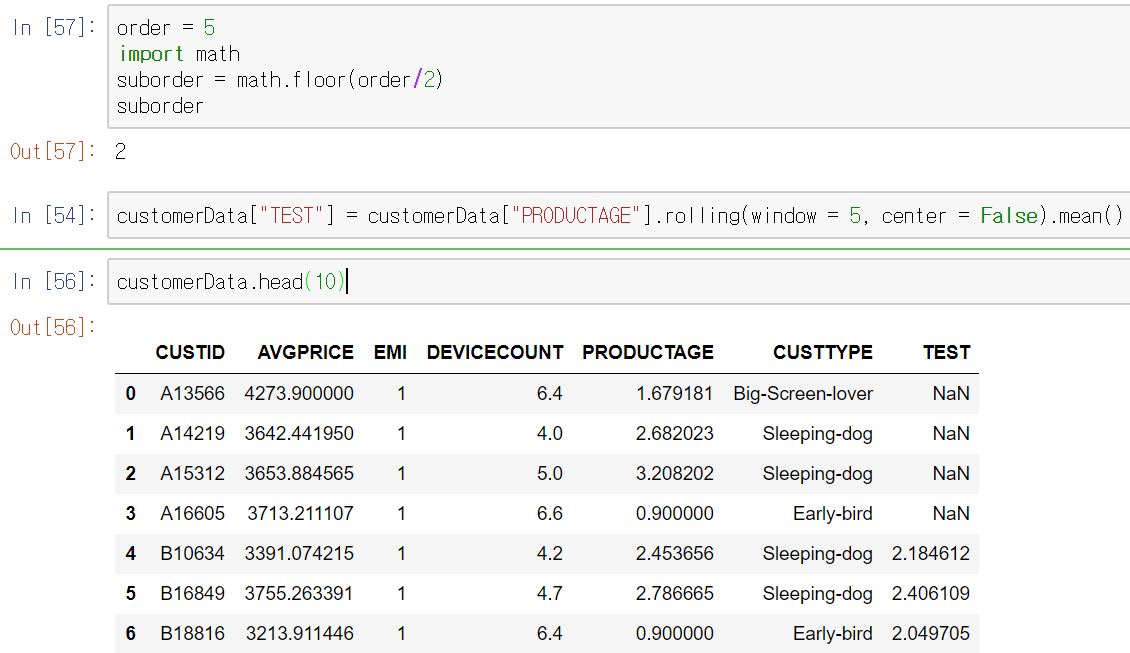 In [57]: order = 5
import math
suborder = math.floor(order/2)
suborder
Out[57]: 2
In [54]: customerData["TEST"] = customerData["PRODUCTAGE"].rolling(window = 5, center = False).mean()
In [56]: customerData.head(10)
Out[56]:
CUSTID AVGPRICE EMI DEVICECOUNT PRODUCTAGE CUSTTYPE TEST
0 A13566 4273.900000 1 6.4 1.679181 Big-Screen-lover NaN
1 A14219 3642.441950 1 4.0 2.682023 Sleeping-dog NaN
2 A15312 3653.884565 1 5.0 3.208202 Sleeping-dog NaN
3 A16605 3713.211107 1 6.6 0.900000 Early-bird NaN
4 B10634 3391.074215 1 4.2 2.453656 Sleeping-dog 2.184612
5 B16849 3755.263391 1 4.7 2.786665 Sleeping-dog 2.406109
6 B18816 3213.911446 1 6.4 0.900000 Early-bird 2.049705